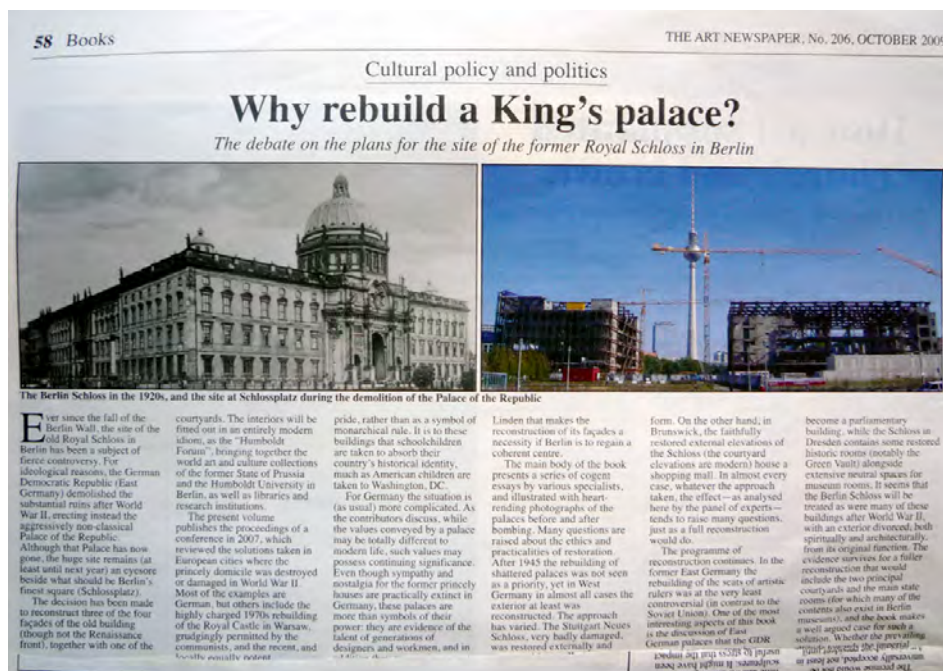 58 Books
THE ART NEWSPAPER, No. 206, OCTOBER 2009
Cultural policy and politics
Why rebuild a King's palace?
The debate on the plans for the site of the former Royal Schloss in Berlin
The Berlin Schloss in the 1920s, and the site at Schlossplatz during the demolition of the Palace of the Republic
Ever since the fall of the
Berlin Wall, the site of the
old Royal Schloss in
Berlin has been a subject of
fierce controversy. For
ideological reasons, the German
Democratic Republic (East
Germany) demolished the
substantial ruins after World
War II, erecting instead the
aggressively non-classical
Palace of the Republic.
Although that Palace has now
gone, the huge site remains (at
least until next year) an eyesore
beside what should be Berlin's
finest square (Schlossplatz).
The decision has been made
to reconstruct three of the four
façades of the old building
(though not the Renaissance
front), together with one of the
courtyards. The interiors will be
fitted out in an entirely modern
idiom, as the "Humboldt
Forum", bringing together the
world art and culture collections
of the former State of Prussia
and the Humboldt University in
Berlin, as well as libraries and
research institutions.
The present volume
publishes the proceedings of a
conference in 2007, which
reviewed the solutions taken in
European cities where the
princely domicile was destroyed
or damaged in World War II.
Most of the examples are
German, but others include the
highly charged 1970s rebuilding
of the Royal Castle in Warsaw,
grudgingly permitted by the
communists, and the recent, and
locally equally potent
pride, rather than as a symbol of
monarchical rule. It is to these
buildings that schoolchildren
are taken to absorb their
country's historical identity,
much as American children are
taken to Washington, DC.
For Germany the situation is
(as usual) more complicated. As
the contributors discuss, while
the values conveyed by a palace
may be totally different to
modern life, such values may
possess continuing significance.
Even though sympathy and
nostalgia for the former princely
houses are practically extinct in
Germany, these palaces are
more than symbols of their
power: they are evidence of the
talent of generations of
designers and workmen, and in
Linden that makes the
reconstruction of its façades a
necessity if Berlin is to regain a
coherent centre.
The main body of the book
presents a series of cogent
essays by various specialists,
and illustrated with heart-
rending photographs of the
palaces before and after
bombing. Many questions are
raised about the ethics and
practicalities of restoration.
After 1945 the rebuilding of
shattered palaces was not seen
as a priority, yet in West
Germany in almost all cases the
exterior at least was
reconstructed. The approach
has varied. The Stuttgart Neues
Schloss, very badly damaged,
was restored externally and
form. On the other hand, in
Brunswick, the faithfully
restored external elevations of
the Schloss (the courtyard
elevations are modern) house a
shopping mall. In almost every
case, whatever the approach
taken, the effect—as analysed
here by the panel of experts—
tends to raise many questions,
just as a full reconstruction
would do.
The programme of
reconstruction continues. In the
former East Germany the
rebuilding of the seats of artistic
rulers was at the very least
controversial (in contrast to the
Soviet Union). One of the most
interesting aspects of this book
is the discussion of East
German palaces that the GDR
become a parliamentary
building, while the Schloss in
Dresden contains some restored
historic rooms (notably the
Green Vault) alongside
extensive neutral spaces for
museum rooms. It seems that
the Berlin Schloss will be
treated as were many of these
buildings after World War II,
with an exterior divorced, both
spiritually and architecturally,
from its original function. The
evidence survives for a fuller
reconstruction that would
include the two principal
courtyards and the main state
rooms (for which many of the
contents also exist in Berlin
museums), and the book makes
a well argued case for such a
solution. Whether the prevailing